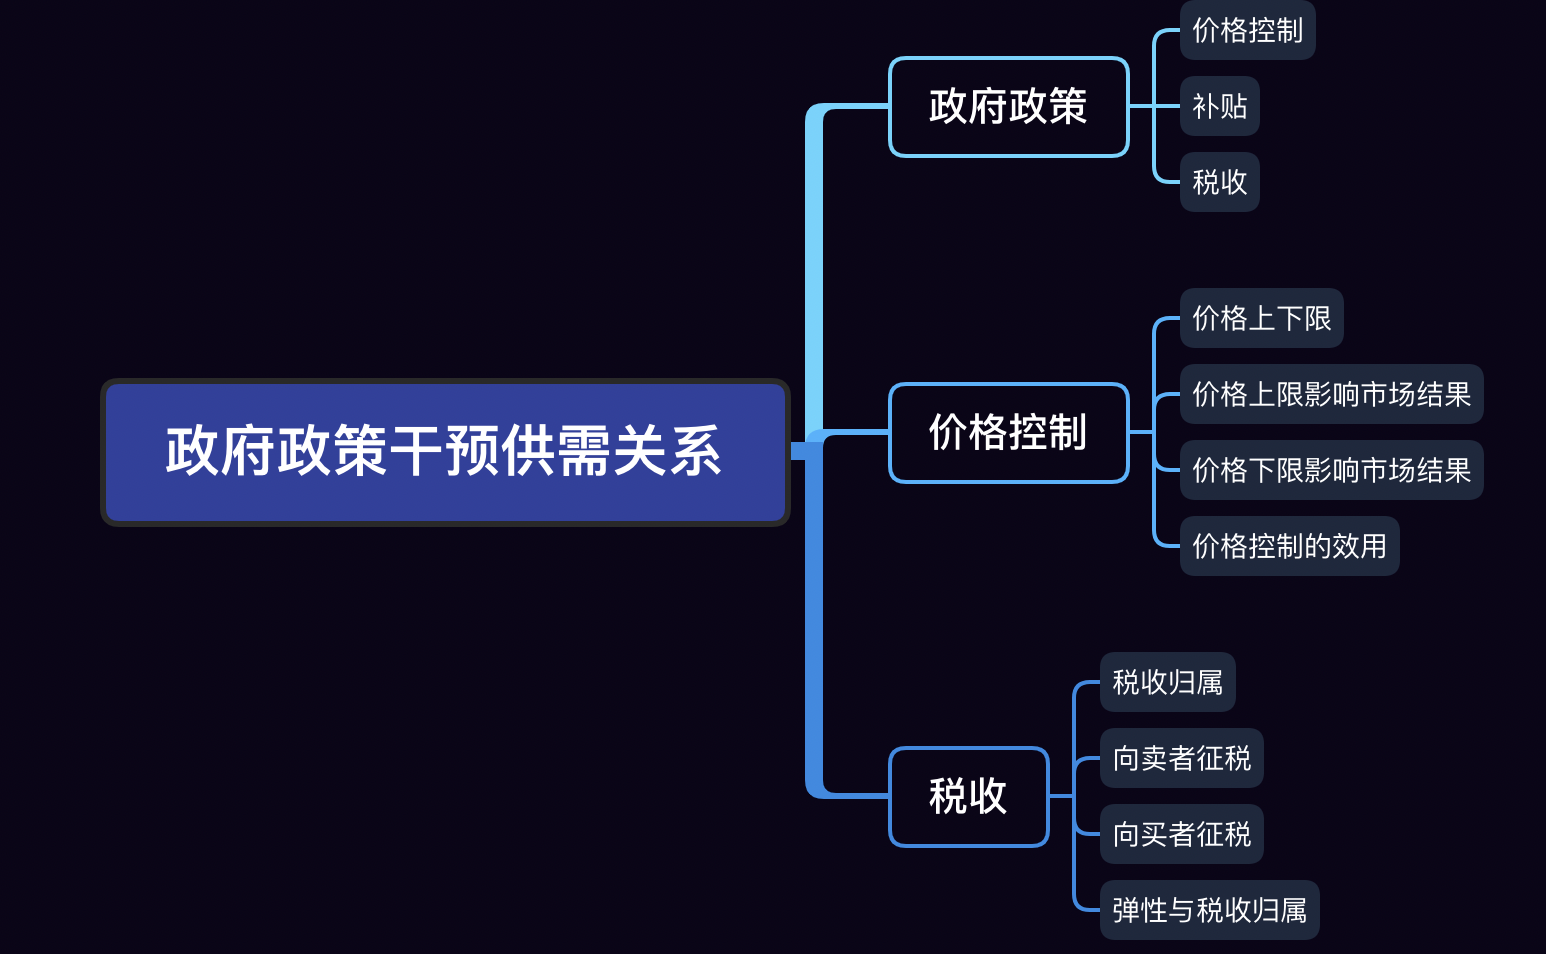 政府政策干预供需关系
政府政策
价格控制
补贴
税收
价格控制
价格上下限
价格上限影响市场结果
价格下限影响市场结果
价格控制的效用
税收
税收归属
向卖者征税
向买者征税
弹性与税收归属